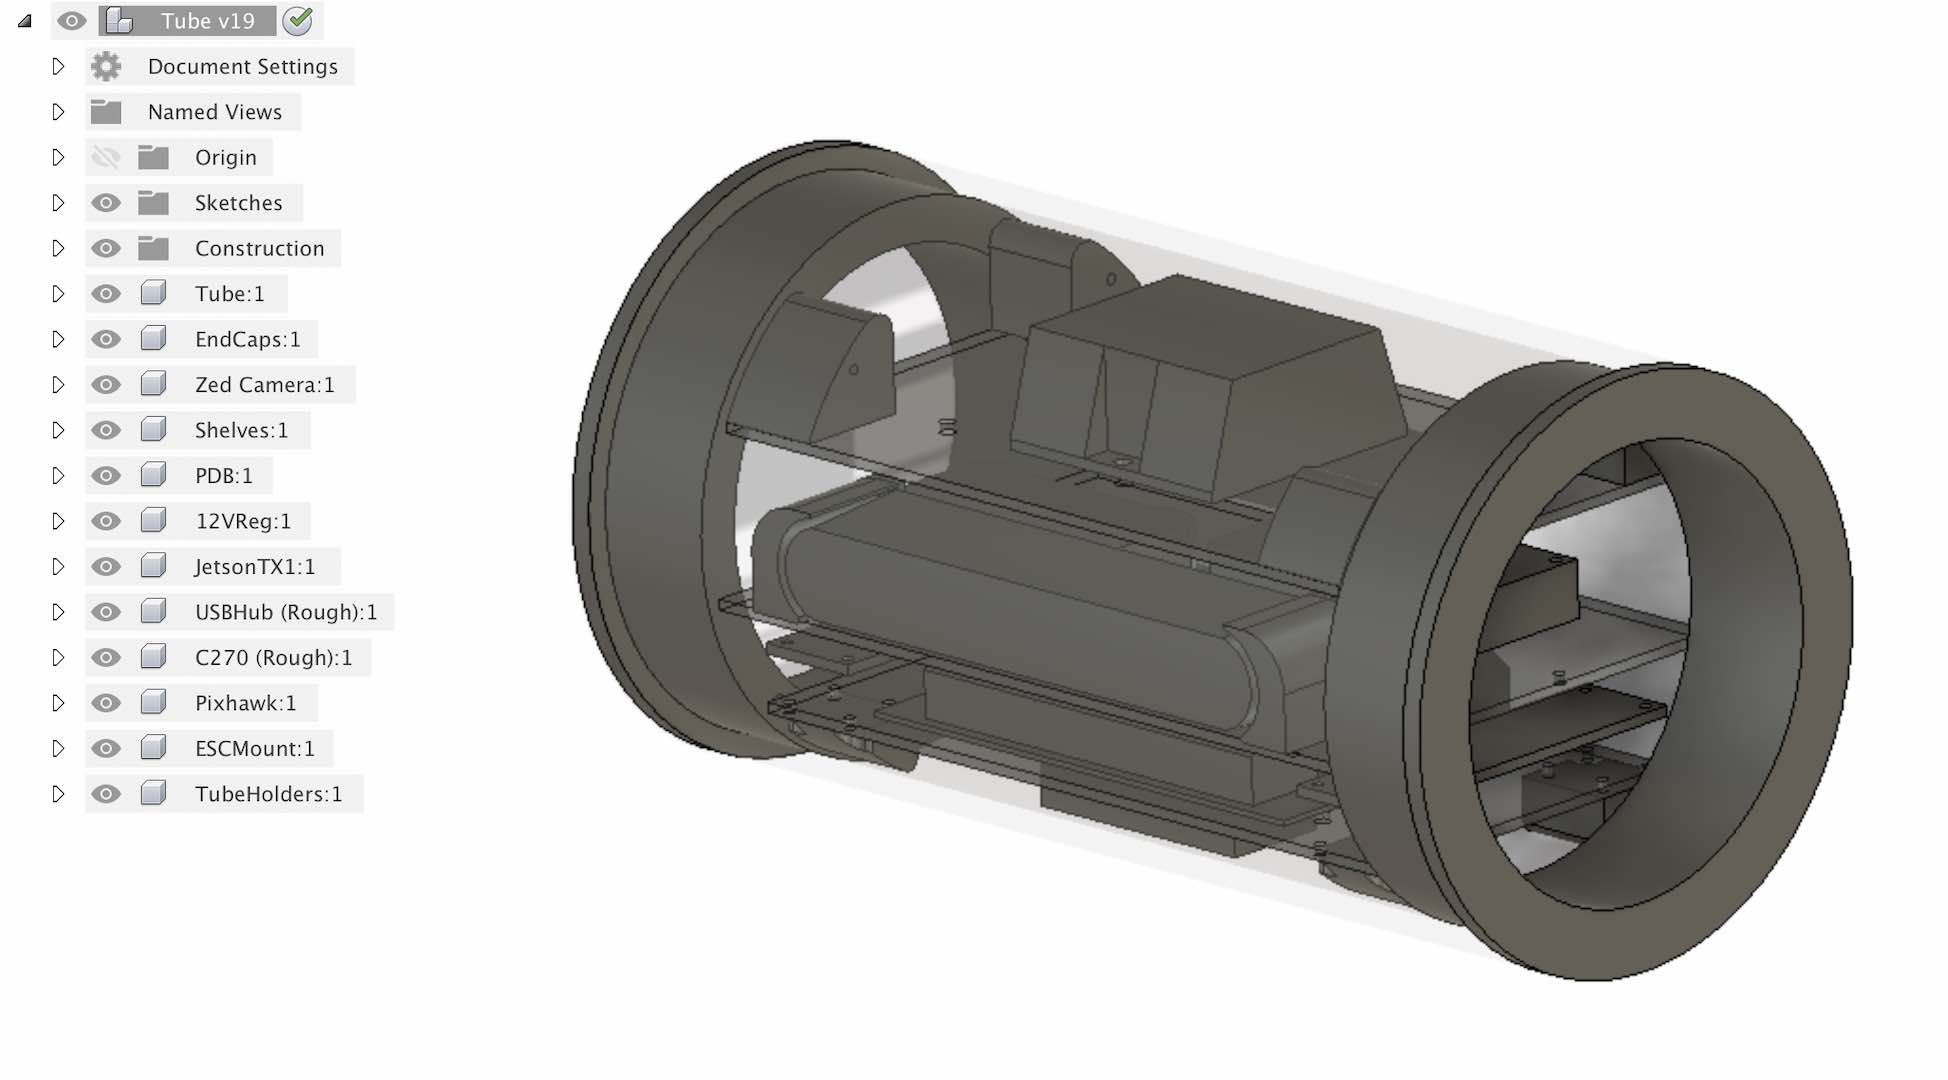 Tube v19
Document Settings
Named Views
Origin
Sketches
Construction
Tube:1
EndCaps:1
Zed Camera:1
Shelves:1
PDB:1
12VReg:1
JetsonTX1:1
USBHub (Rough):1
C270 (Rough):1
Pixhawk:1
ESCMount:1
TubeHolders:1